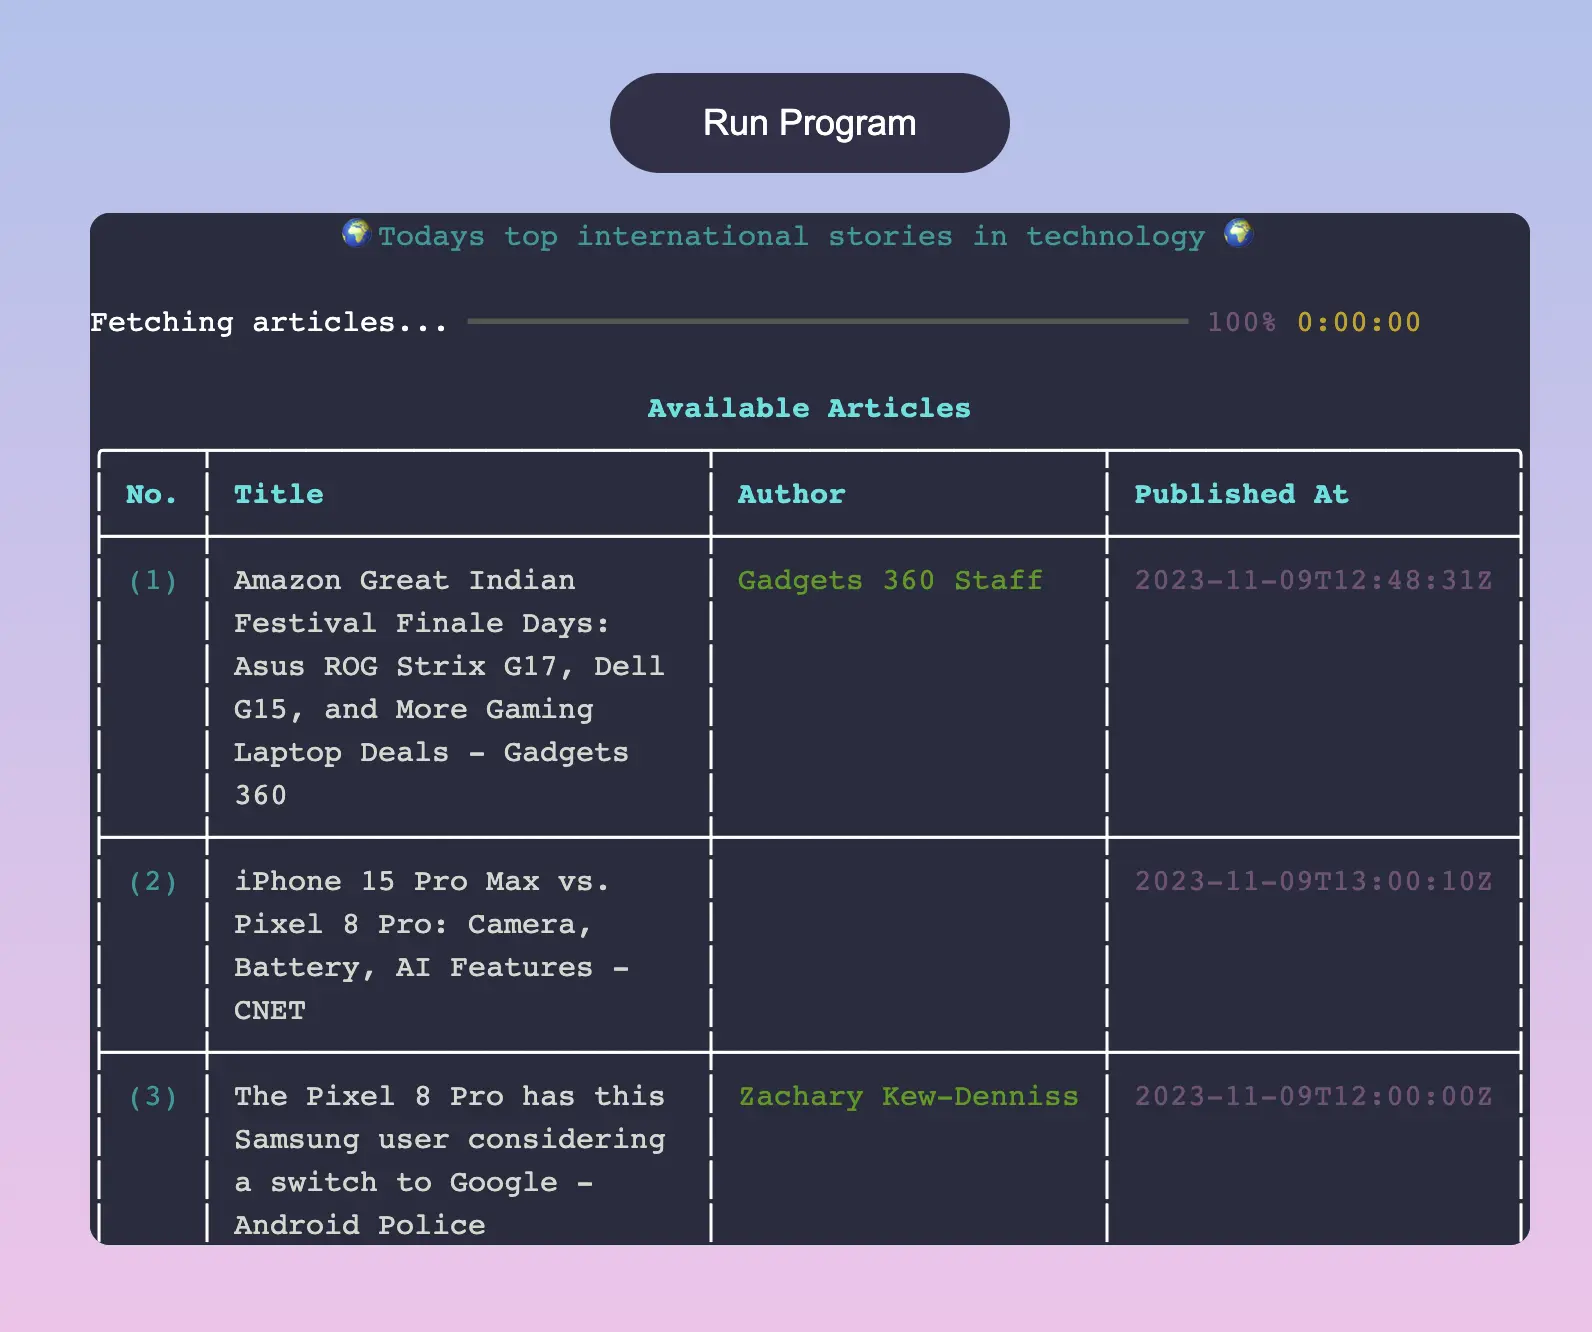 Run Program
🌍Todays top international stories in technology 🌍
Fetching articles... 100% 0:00:00
Available Articles
No. Title Author Published At
(1) Amazon Great Indian Gadgets 360 Staff 2023-11-09T12:48:31Z
Festival Finale Days:
Asus ROG Strix G17, Dell
G15, and More Gaming
Laptop Deals - Gadgets
360
(2) iPhone 15 Pro Max vs. 2023-11-09T13:00:10Z
Pixel 8 Pro: Camera,
Battery, AI Features -
CNET
(3) The Pixel 8 Pro has this Zachary Kew-Denniss 2023-11-09T12:00:00Z
Samsung user considering
a switch to Google -
Android Police